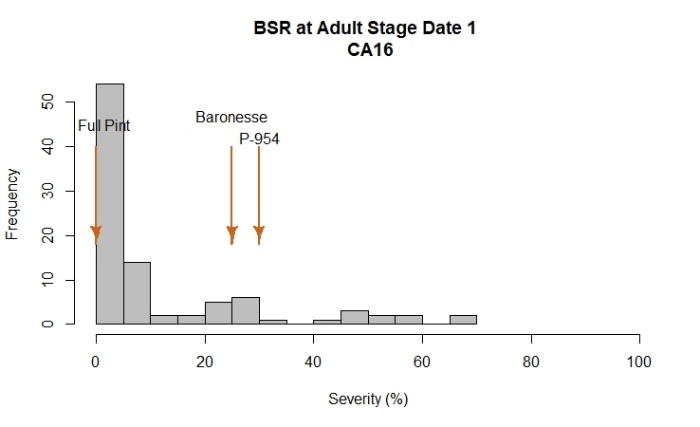 BSR at Adult Stage Date 1
CA16
Full Pint
Baronesse
P-954
Frequency
50
40
30
20
10
0
0 20 40 60 80 100
Severity (%)